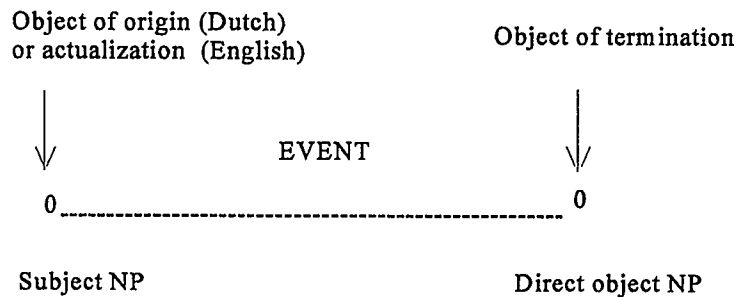 Object of origin (Dutch)
or actualization (English)
Object of termination
EVENT
0
0
Subject NP
Direct object NP